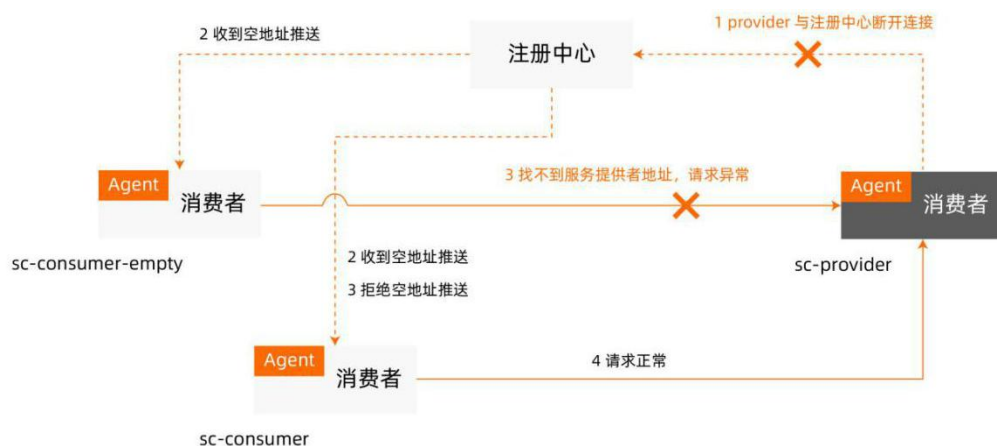 1 provider 与注册中心断开连接
2 收到空地址推送
注册中心
Agent
消费者
3 找不到服务提供者地址，请求异常
Agent
消费者
sc-consumer-empty
sc-provider
2 收到空地址推送
3 拒绝空地址推送
Agent
消费者
4 请求正常
sc-consumer